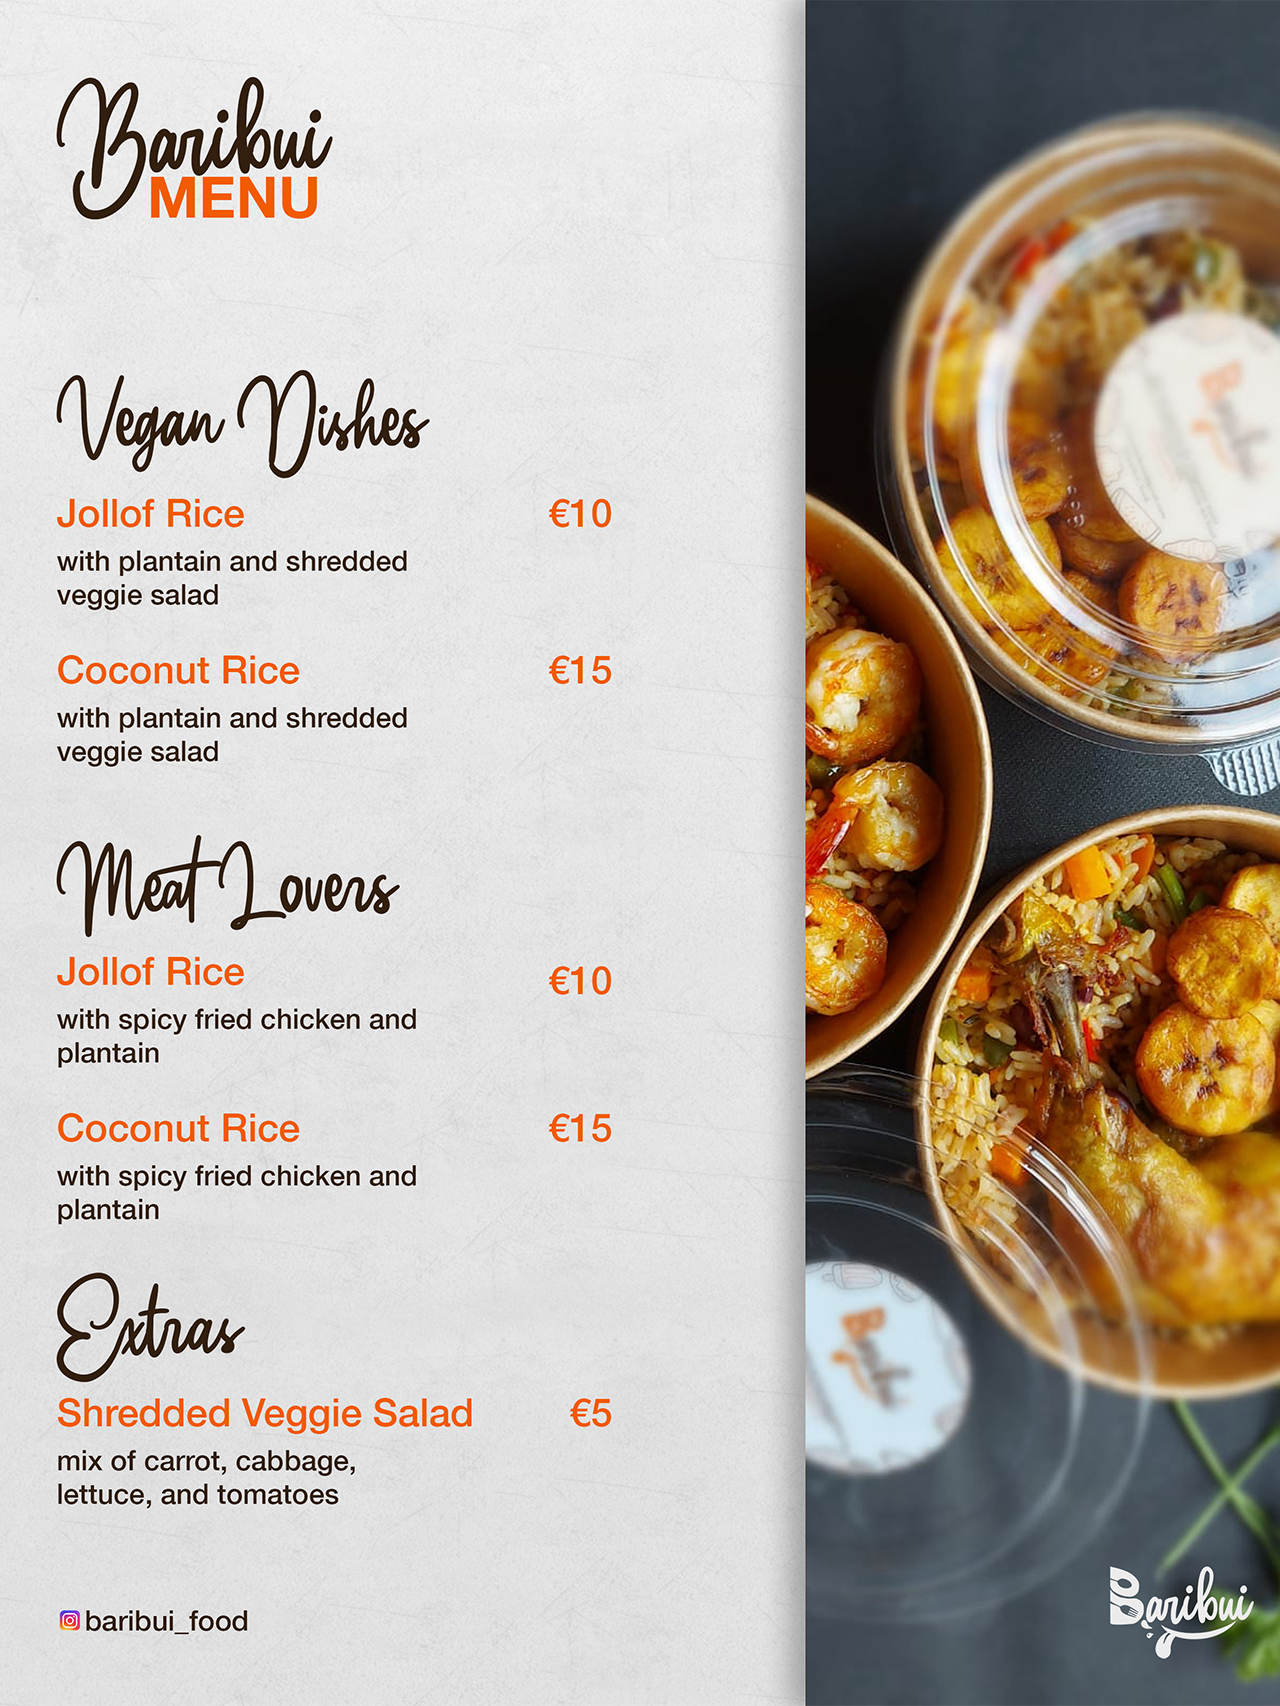 Baribui
MENU
Vegan Dishes
Jollof Rice €10
with plantain and shredded
veggie salad
Coconut Rice €15
with plantain and shredded
veggie salad
Meat Lovers
Jollof Rice €10
with spicy fried chicken and
plantain
Coconut Rice €15
with spicy fried chicken and
plantain
Extras
Shredded Veggie Salad €5
mix of carrot, cabbage,
lettuce, and tomatoes
baribui_food
Baribui
Baribui
Baribui